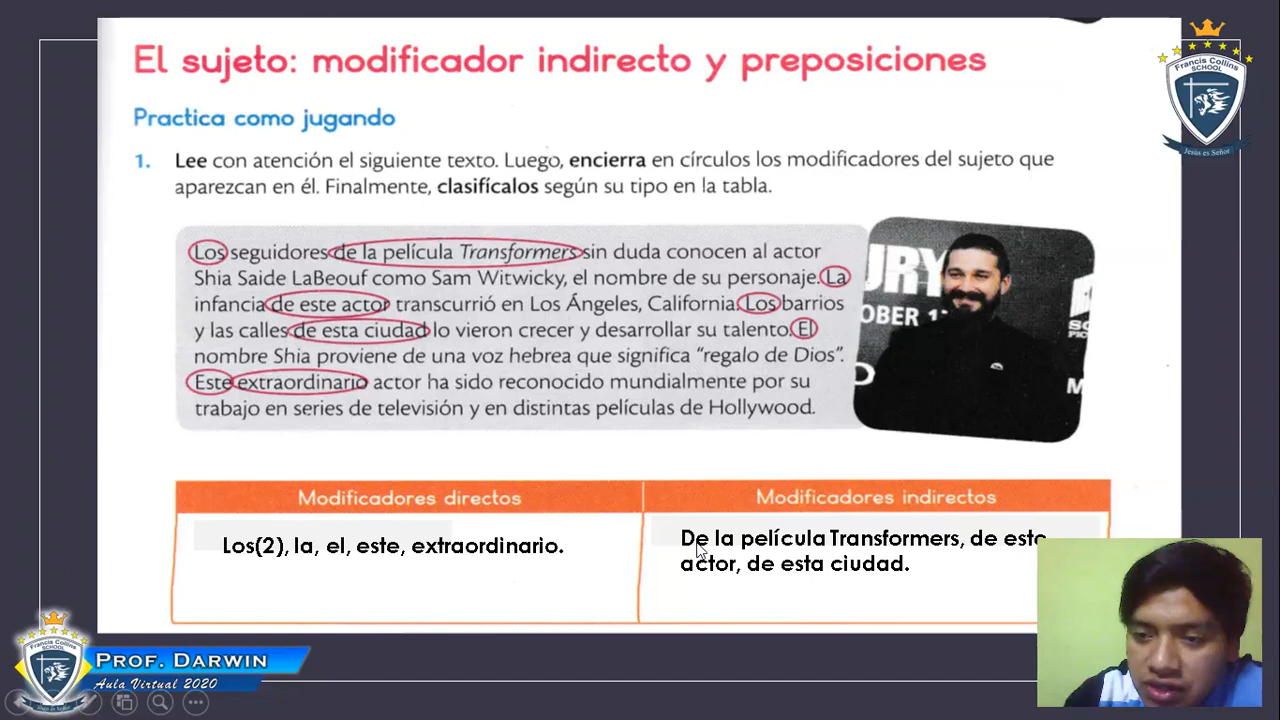 El sujeto: modificador indirecto y preposiciones
Francis Collins
SCHOOL
Jesús es Señor
Practica como jugando
1. Lee con atención el siguiente texto. Luego, encierra en círculos los modificadores del sujeto que
aparezcan en él. Finalmente, clasifícalos según su tipo en la tabla.
Los seguidores de la película Transformers sin duda conocen al actor
Shia Saide LaBeouf como Sam Witwicky, el nombre de su personaje. La
infancia de este actor transcurrió en Los Ángeles, California. Los barrios
y las calles de esta ciudad lo vieron crecer y desarrollar su talento. El
nombre Shia proviene de una voz hebrea que significa “regalo de Dios”.
Este extraordinario actor ha sido reconocido mundialmente por su
trabajo en series de televisión y en distintas películas de Hollywood.
URY
OBER 1
Modificadores directos
Modificadores indirectos
Los(2), la, el, este, extraordinario.
De la película Transformers, de este
actor, de esta ciudad.
Francis Collins
SCHOOL
PROF. DARWIN
Aula Virtual 2020